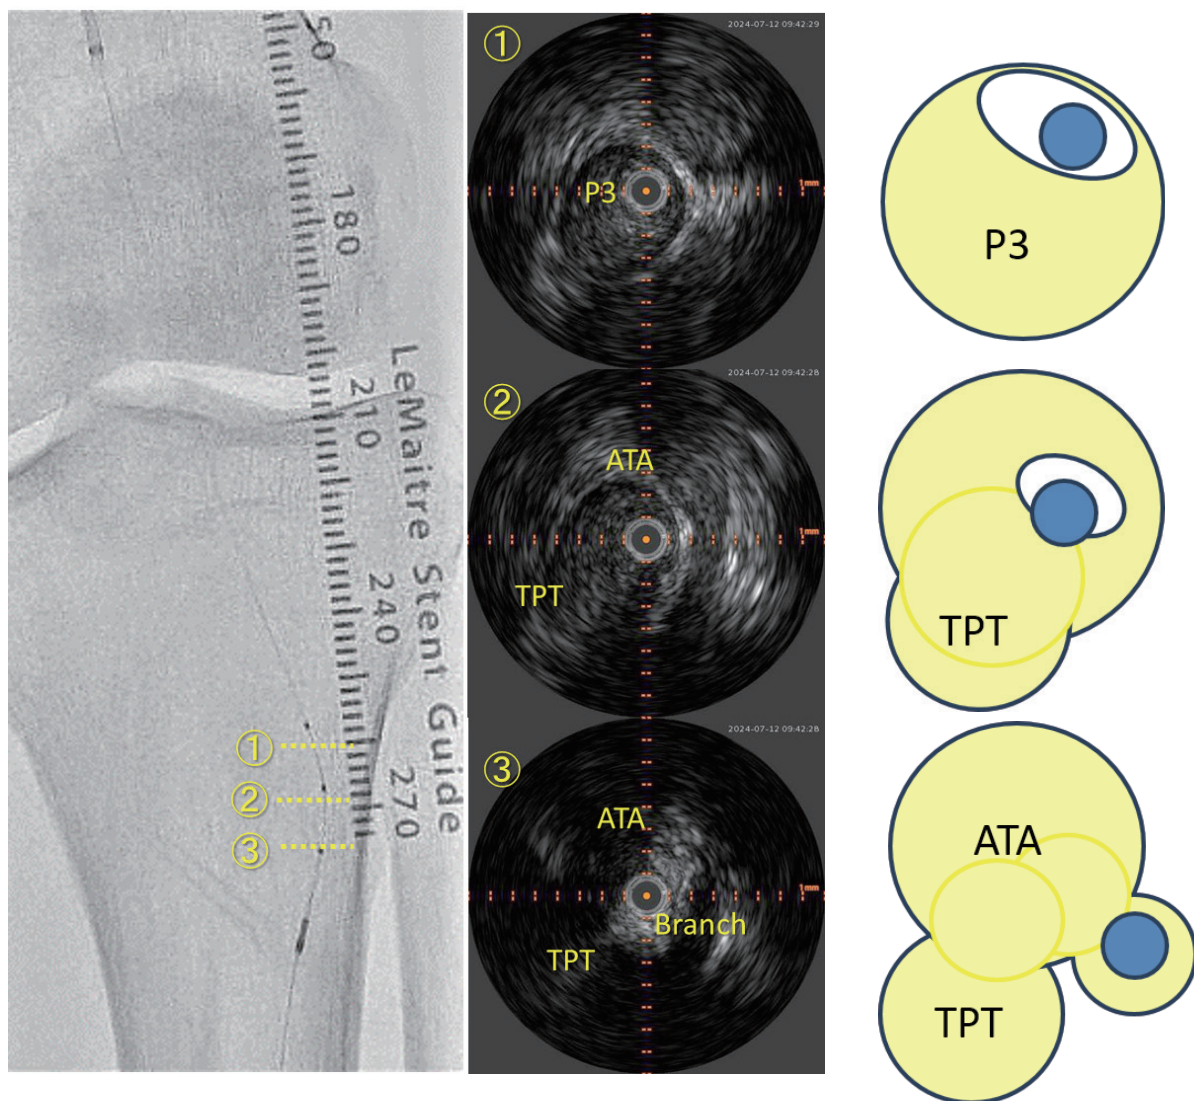 50
180
210
LeMaitre Stent Guide
240
270
①
②
③
①
2024-07-12 09:42:29
P3
1mm
②
2024-07-12 09:42:28
ATA
1mm
TPT
③
2024-07-12 09:42:28
ATA
1mm
Branch
TPT
P3
TPT
ATA
TPT